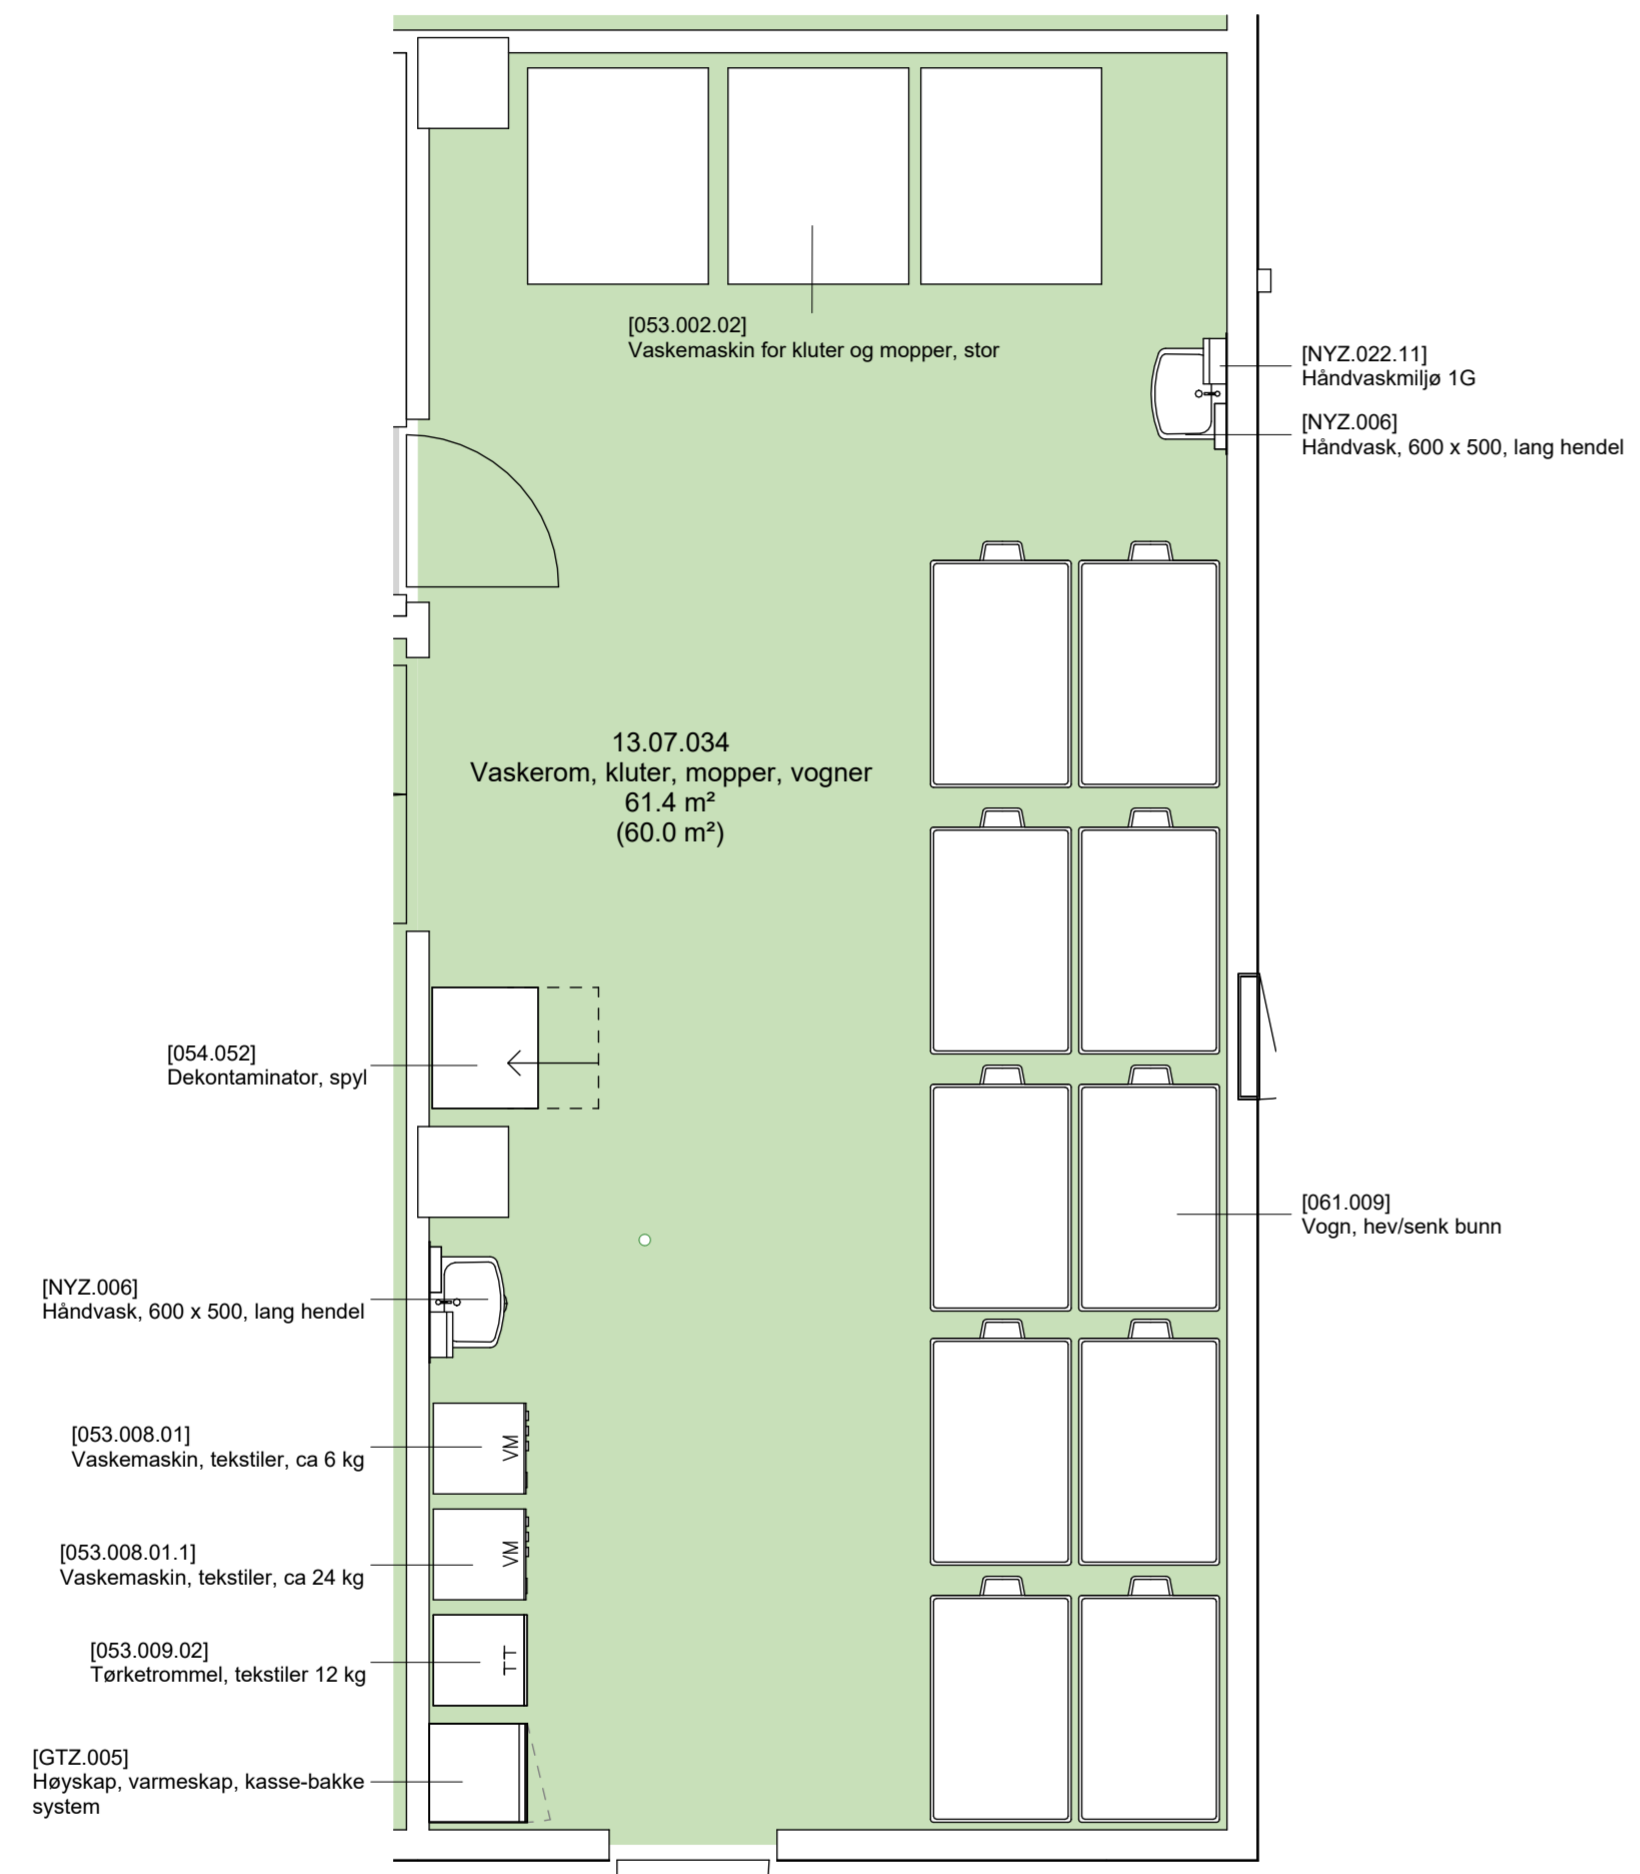 [053.002.02]
Vaskemaskin for kluter og mopper, stor
[NYZ.022.11]
Håndvaskmiljø 1G
[NYZ.006]
Håndvask, 600 x 500, lang hendel
13.07.034
Vaskerom, kluter, mopper, vogner
61.4 m²
(60.0 m²)
[054.052]
Dekontaminator, spyl
[061.009]
Vogn, hev/senk bunn
[NYZ.006]
Håndvask, 600 x 500, lang hendel
[053.008.01]
Vaskemaskin, tekstiler, ca 6 kg
VM
[053.008.01.1]
Vaskemaskin, tekstiler, ca 24 kg
VM
[053.009.02]
Tørketrommel, tekstiler 12 kg
TT
[GTZ.005]
Høyskap, varmeskap, kasse-bakke
system